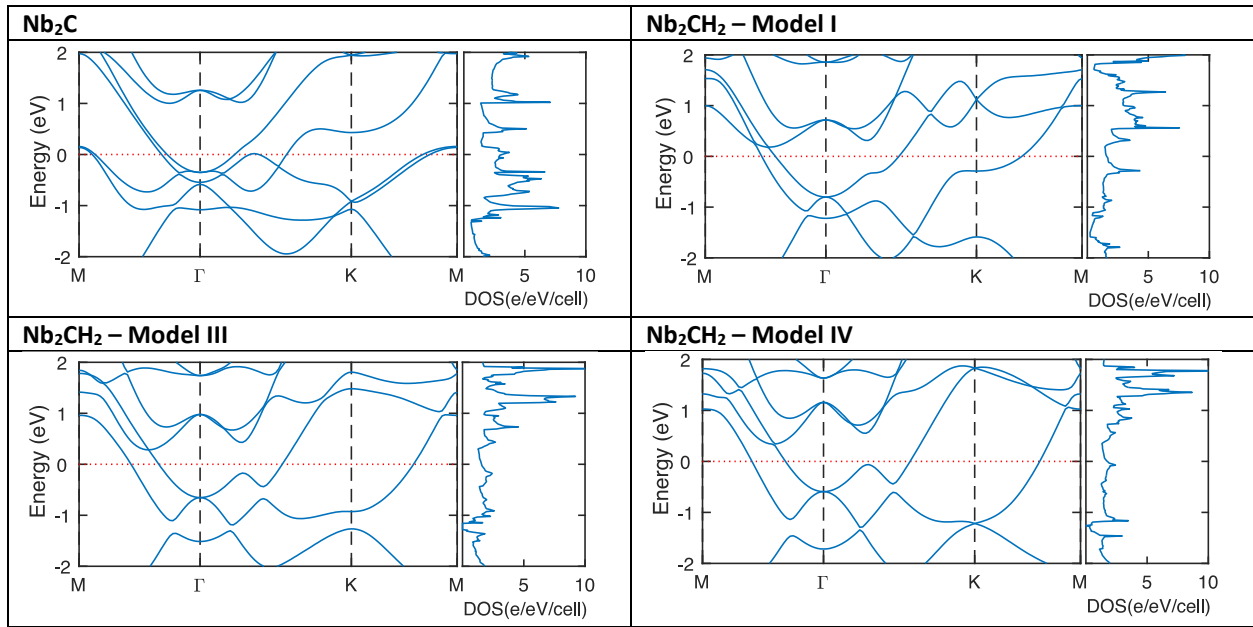 Nb₂C
Nb₂CH₂ – Model I
2
1
0
-1
-2
Energy (eV)
M Γ K M
5 10
DOS(e/eV/cell)
2
1
0
-1
-2
Energy (eV)
M Γ K M
5 10
DOS(e/eV/cell)
Nb₂CH₂ – Model III
Nb₂CH₂ – Model IV
2
1
0
-1
-2
Energy (eV)
M Γ K M
5 10
DOS(e/eV/cell)
2
1
0
-1
-2
Energy (eV)
M Γ K M
5 10
DOS(e/eV/cell)